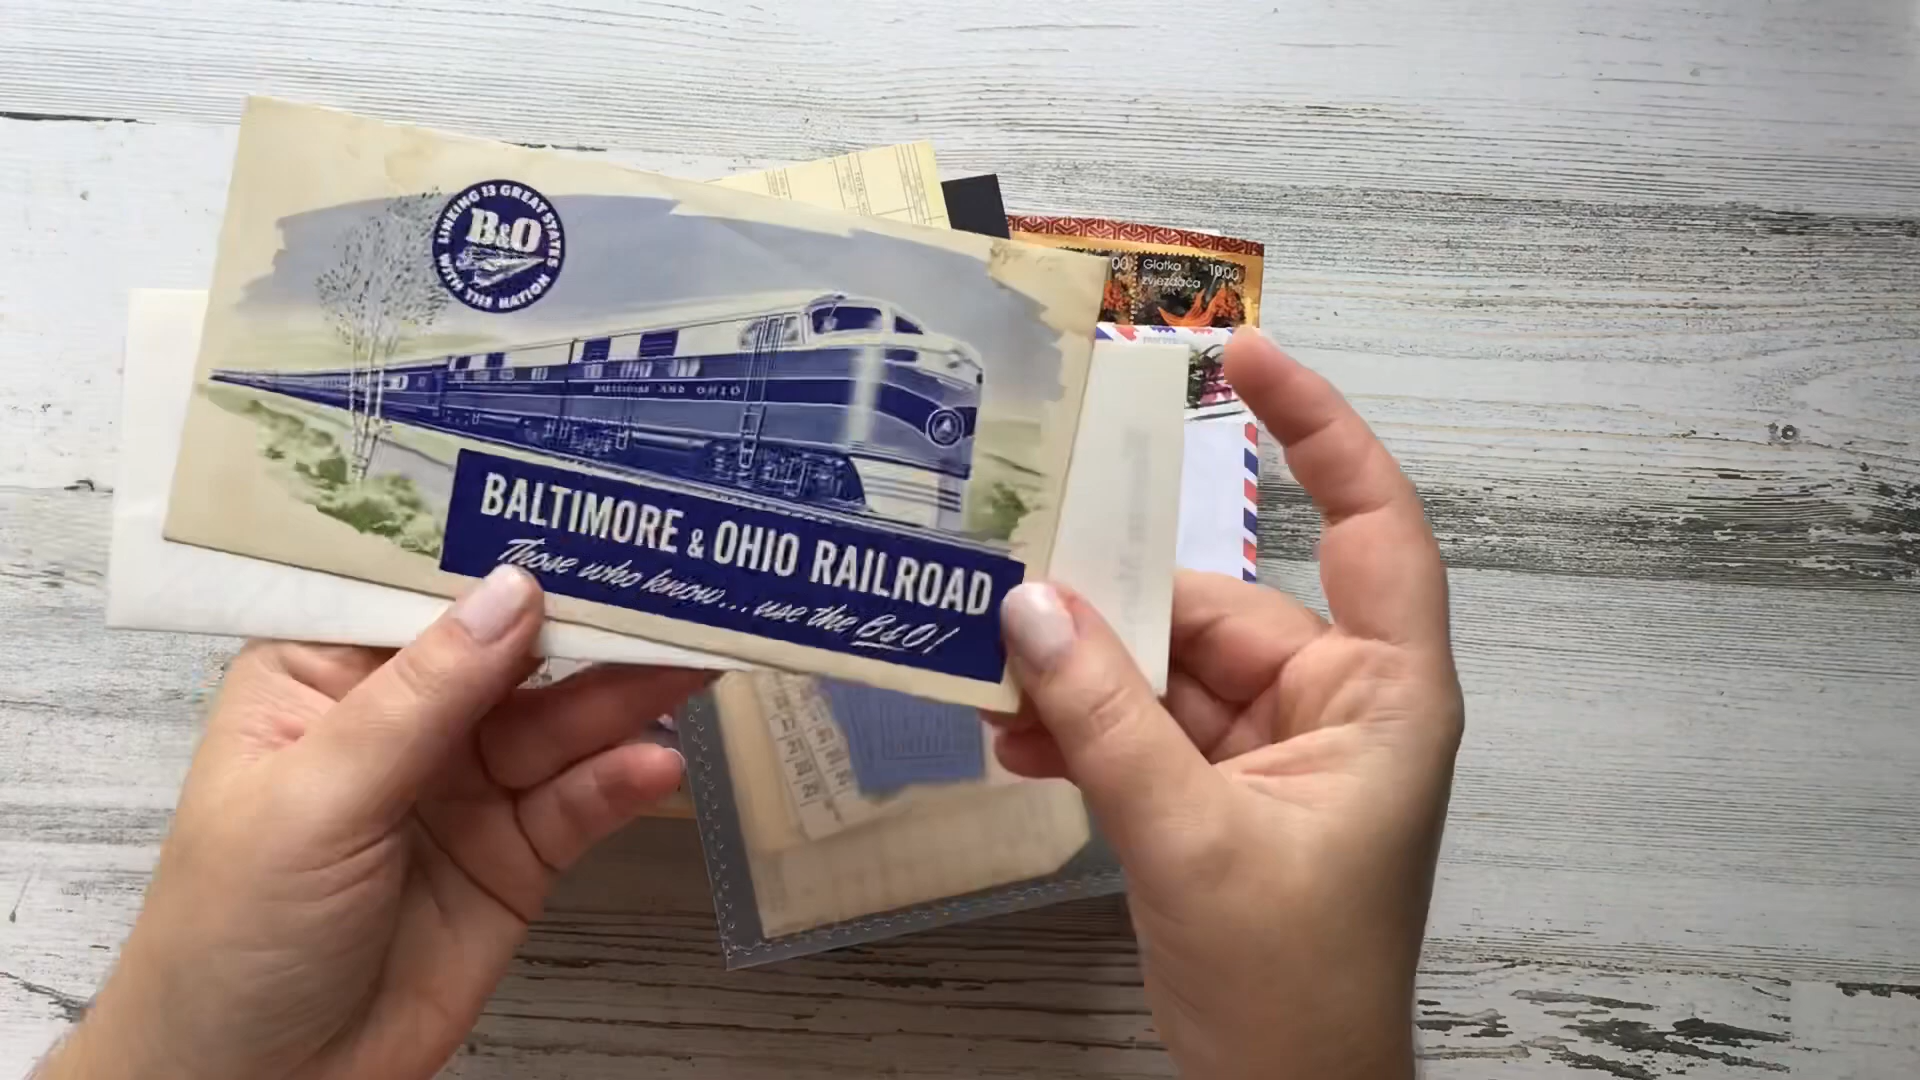 LINKING 13 GREAT STATES
B&O
WITH THE NATION
BALTIMORE AND OHIO
BALTIMORE & OHIO RAILROAD
Those who know... use the B&O!
00
Glatka
zvjezdača
10,00